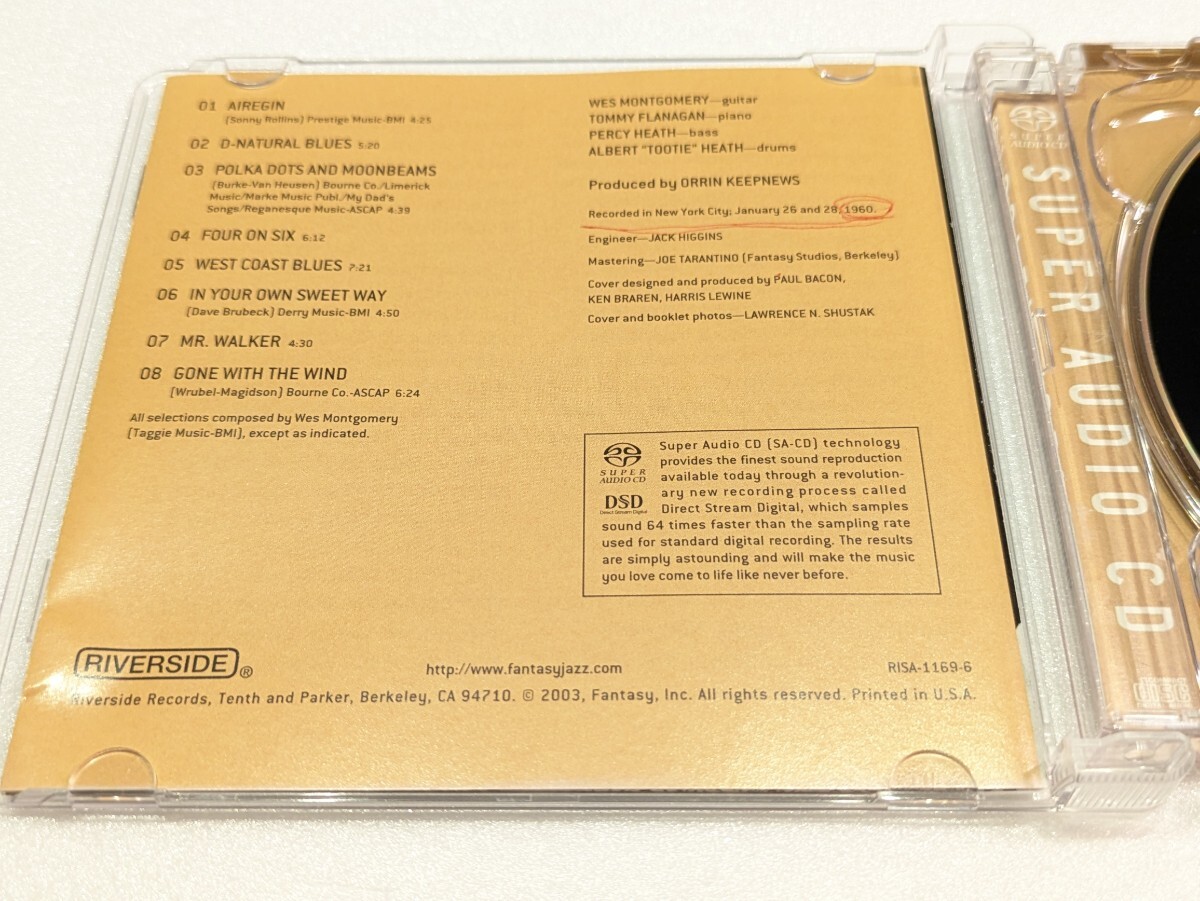 01 AIREGIN
(Sonny Rollins) Prestige Music-BMI 4:25
02 D-NATURAL BLUES 5:20
03 POLKA DOTS AND MOONBEAMS
(Burke-Van Heusen) Bourne Co./Limerick
Music/Marke Music Publ./My Dad's
Songs/Reganesque Music-ASCAP 4:39
04 FOUR ON SIX 6:12
05 WEST COAST BLUES 7:21
06 IN YOUR OWN SWEET WAY
(Dave Brubeck) Derry Music-BMI 4:50
07 MR. WALKER 4:30
08 GONE WITH THE WIND
(Wrubel-Magidson) Bourne Co.-ASCAP 6:24
All selections composed by Wes Montgomery
(Taggie Music-BMI), except as indicated.
WES MONTGOMERY—guitar
TOMMY FLANAGAN—piano
PERCY HEATH—bass
ALBERT "TOOTIE" HEATH—drums
Produced by ORRIN KEEPNEWS
Recorded in New York City; January 26 and 28, 1960.
Engineer—JACK HIGGINS
Mastering—JOE TARANTINO (Fantasy Studios, Berkeley)
Cover designed and produced by PAUL BACON,
KEN BRAREN, HARRIS LEWINE
Cover and booklet photos—LAWRENCE N. SHUSTAK
SUPER
AUDIO CD
DSD
Direct Stream Digital
Super Audio CD (SA-CD) technology
provides the finest sound reproduction
available today through a revolution-
ary new recording process called
Direct Stream Digital, which samples
sound 64 times faster than the sampling rate
used for standard digital recording. The results
are simply astounding and will make the music
you love come to life like never before.
RIVERSIDE®
http://www.fantasyjazz.com
RISA-1169-6
Riverside Records, Tenth and Parker, Berkeley, CA 94710. © 2003, Fantasy, Inc. All rights reserved. Printed in U.S.A.
SUPER
AUDIO CD
SUPER AUDIO CD
disc